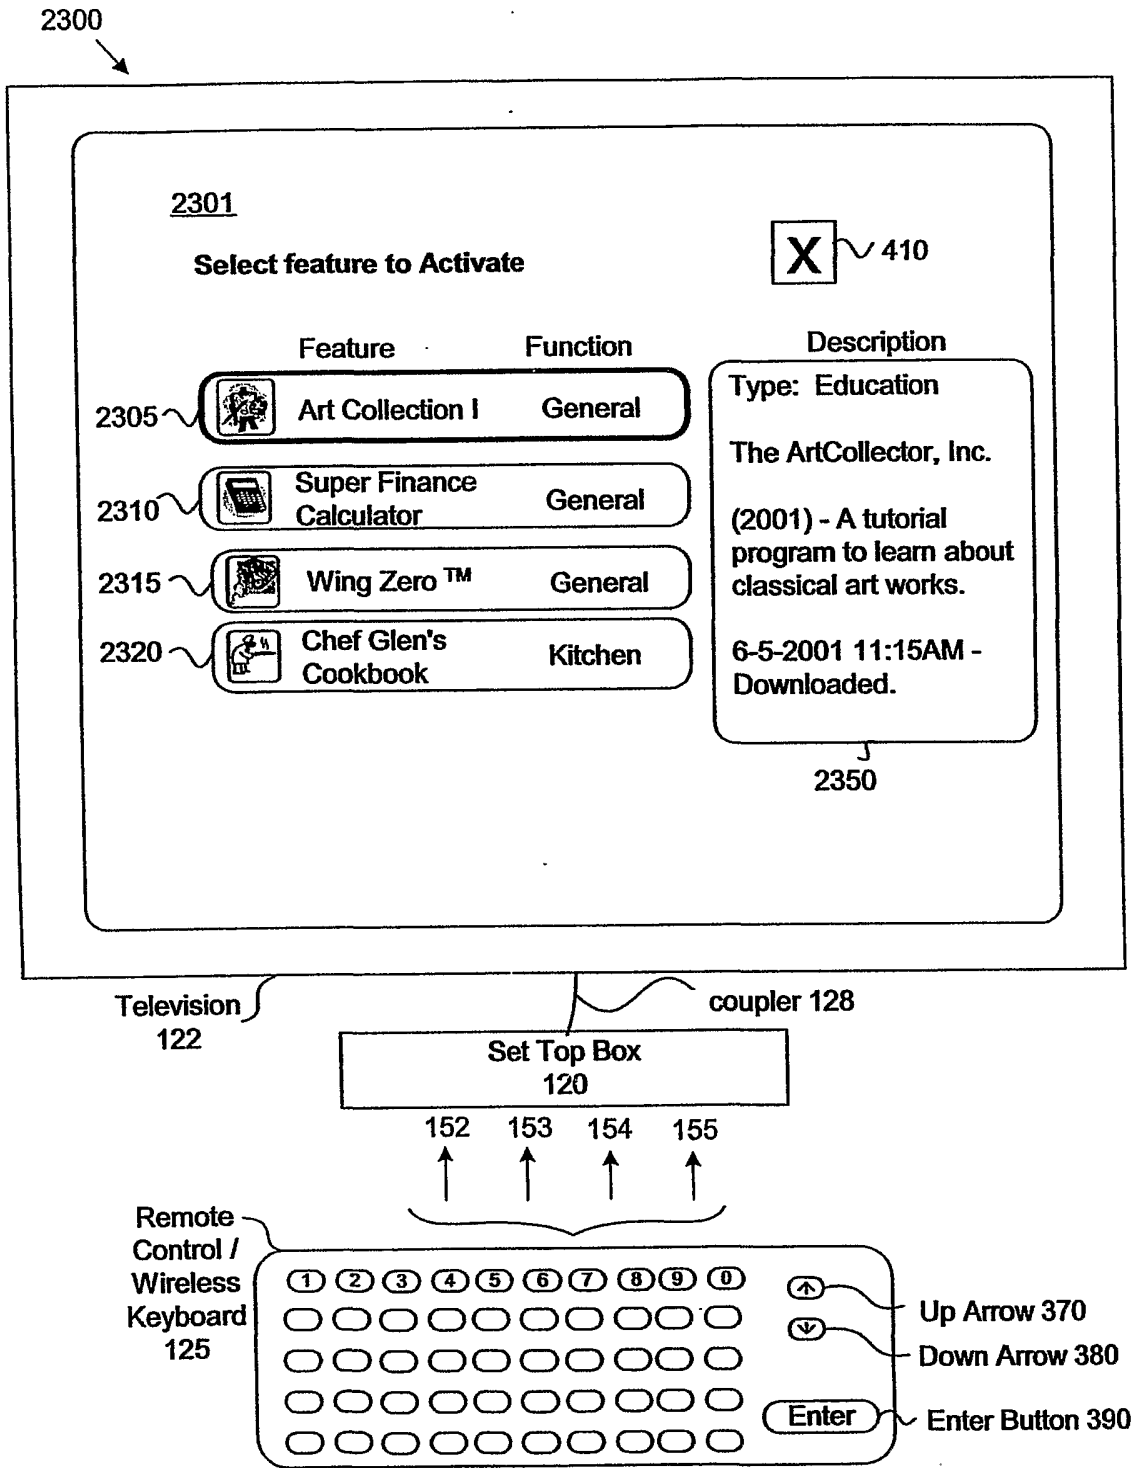 2300
2301
Select feature to Activate
X
410
Feature
Function
Description
2305
Art Collection I
General
2310
Super Finance
Calculator
General
2315
Wing Zero ™
General
2320
Chef Glen's
Cookbook
Kitchen
Type: Education
The ArtCollector, Inc.
(2001) - A tutorial
program to learn about
classical art works.
6-5-2001 11:15AM -
Downloaded.
2350
Television
122
coupler 128
Set Top Box
120
152 153 154 155
Remote
Control /
Wireless
Keyboard
125
1 2 3 4 5 6 7 8 9 0
Up Arrow 370
Down Arrow 380
Enter
Enter Button 390